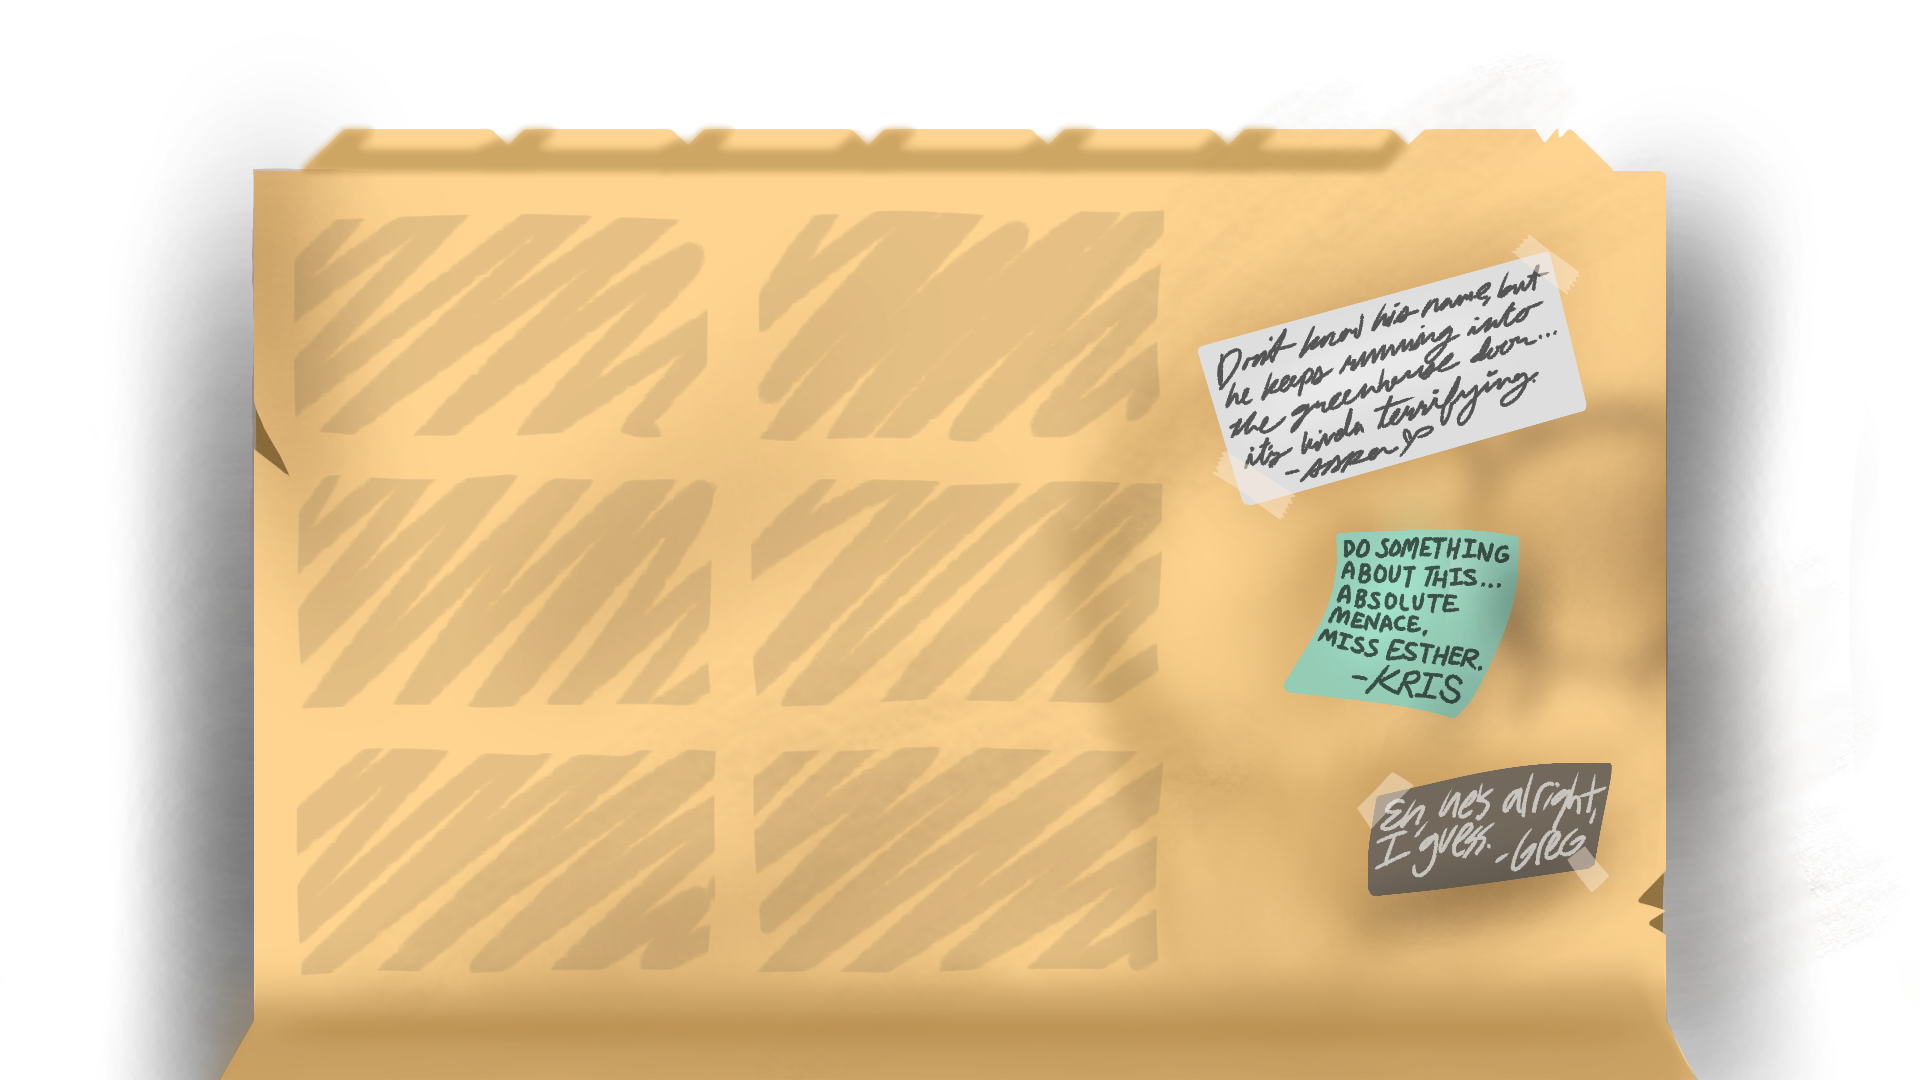 Don't know his name, but
he keeps running into
the greenhouse door...
it's kinda terrifying.
DO SOMETHING
ABOUT THIS...
ABSOLUTE
MENACE,
MISS ESTHER.
-KRIS
Eh, he's alright,
I guess. -GREG